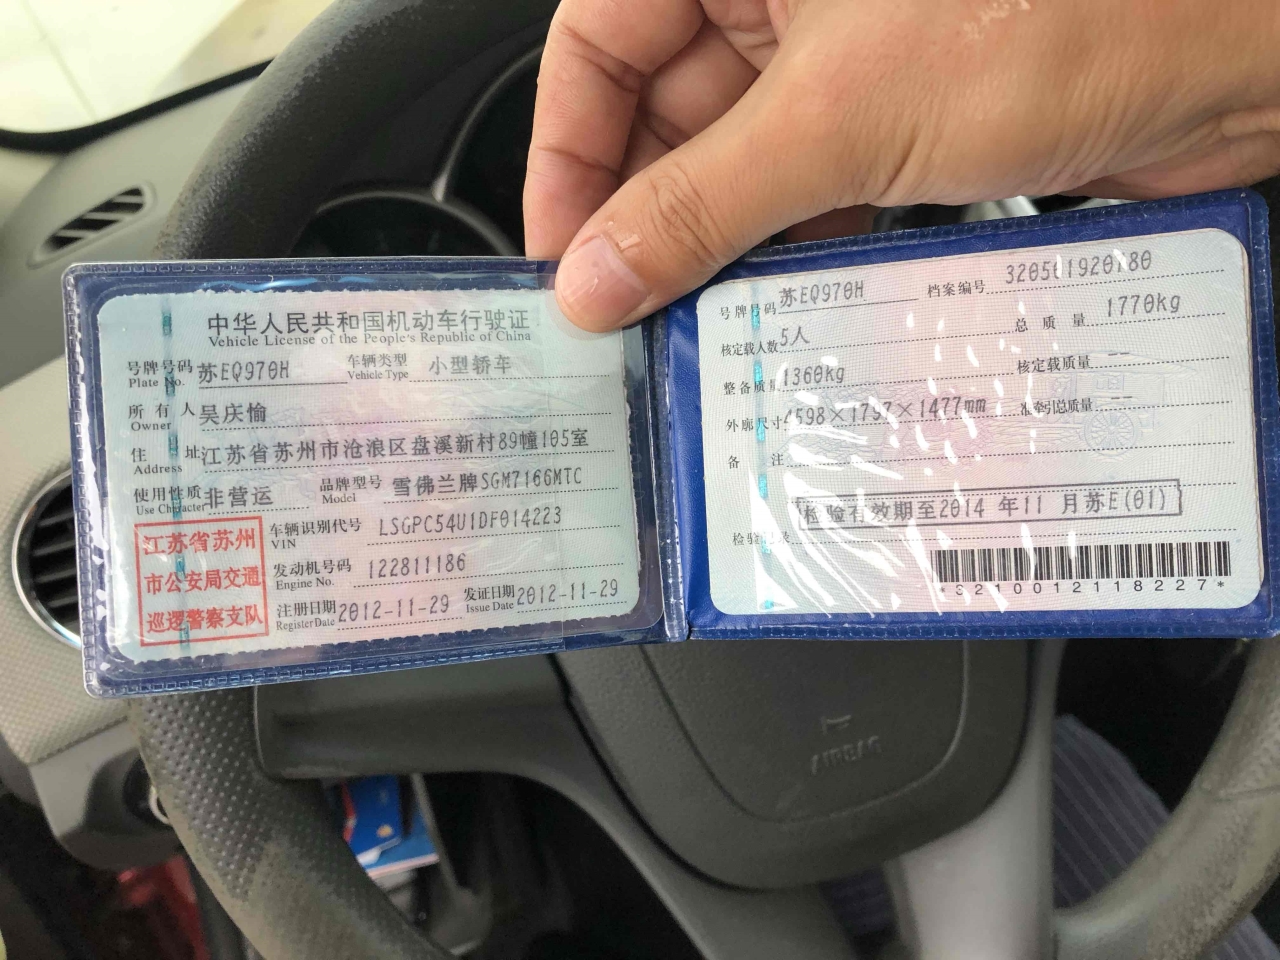 中华人民共和国机动车行驶证
Vehicle License of the People's Republic of China
号牌号码 苏EQ970H 车辆类型 小型轿车
Plate No. Vehicle Type
所有人 吴庆愉
Owner
住址 江苏省苏州市沧浪区盘溪新村89幢105室
Address
使用性质 非营运 品牌型号 雪佛兰牌SGM7166MTC
Use Character Model
江苏省苏州
市公安局交通
巡逻警察支队
车辆识别代号 LSGPC54U1DF014223
VIN
发动机号码 122811186
Engine No.
注册日期 2012-11-29 发证日期 2012-11-29
Register Date Issue Date
号牌号码 苏EQ970H 档案编号
核定载人数 5人 总质量 1770kg
整备质量 1360kg 核定载质量 --
外廓尺寸 4598×1797×1477mm 准牵引总质量 --
备注
检验有效期至2014年11月苏E(01)
检验记录
*3210012118227*
AIRBAG